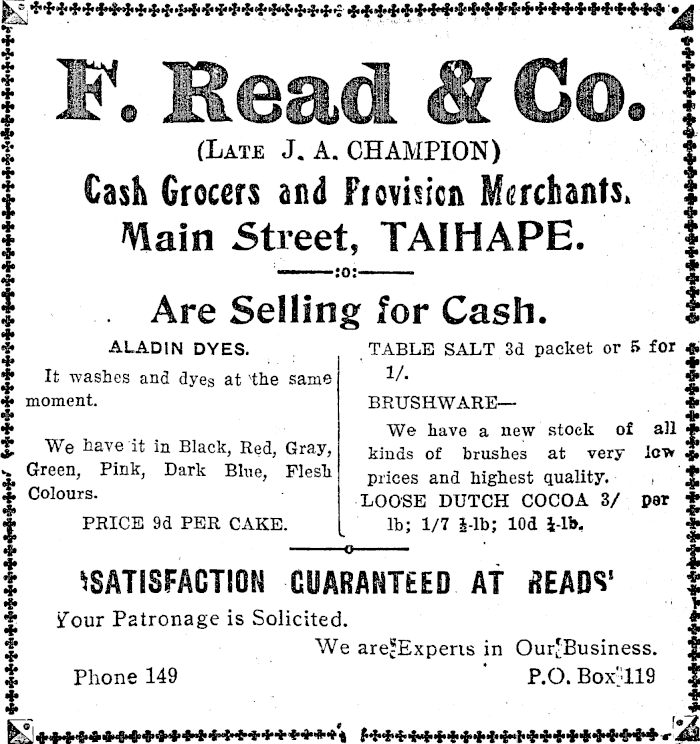 F. Read & Co.
(LATE J. A. CHAMPION)
Cash Grocers and Provision Merchants.
Main Street, TAIHAPE.
:o:
Are Selling for Cash.
ALADIN DYES.
It washes and dyes at the same
moment.
We have it in Black, Red, Gray,
Green, Pink, Dark Blue, Flesh
Colours.
PRICE 9d PER CAKE.
TABLE SALT 3d packet or 5 for
1/.
BRUSHWARE—
We have a new stock of all
kinds of brushes at very low
prices and highest quality.
LOOSE DUTCH COCOA 3/ per
lb; 1/7 ½-lb; 10d ¼-lb.
'SATISFACTION GUARANTEED AT READS'
Your Patronage is Solicited.
We are Experts in Our Business.
Phone 149
P.O. Box 119